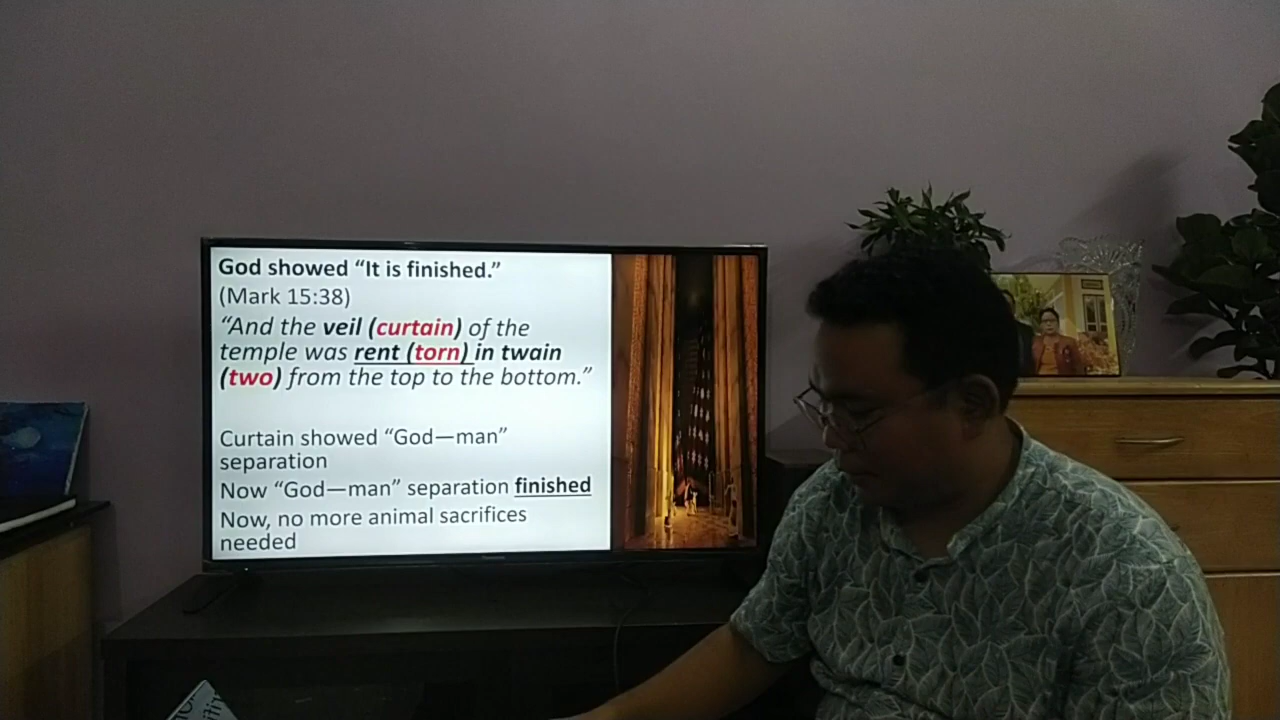 God showed “It is finished.”
(Mark 15:38)
“And the veil (curtain) of the
temple was rent (torn) in twain
(two) from the top to the bottom.”
Curtain showed “God—man”
separation
Now “God—man” separation finished
Now, no more animal sacrifices
needed